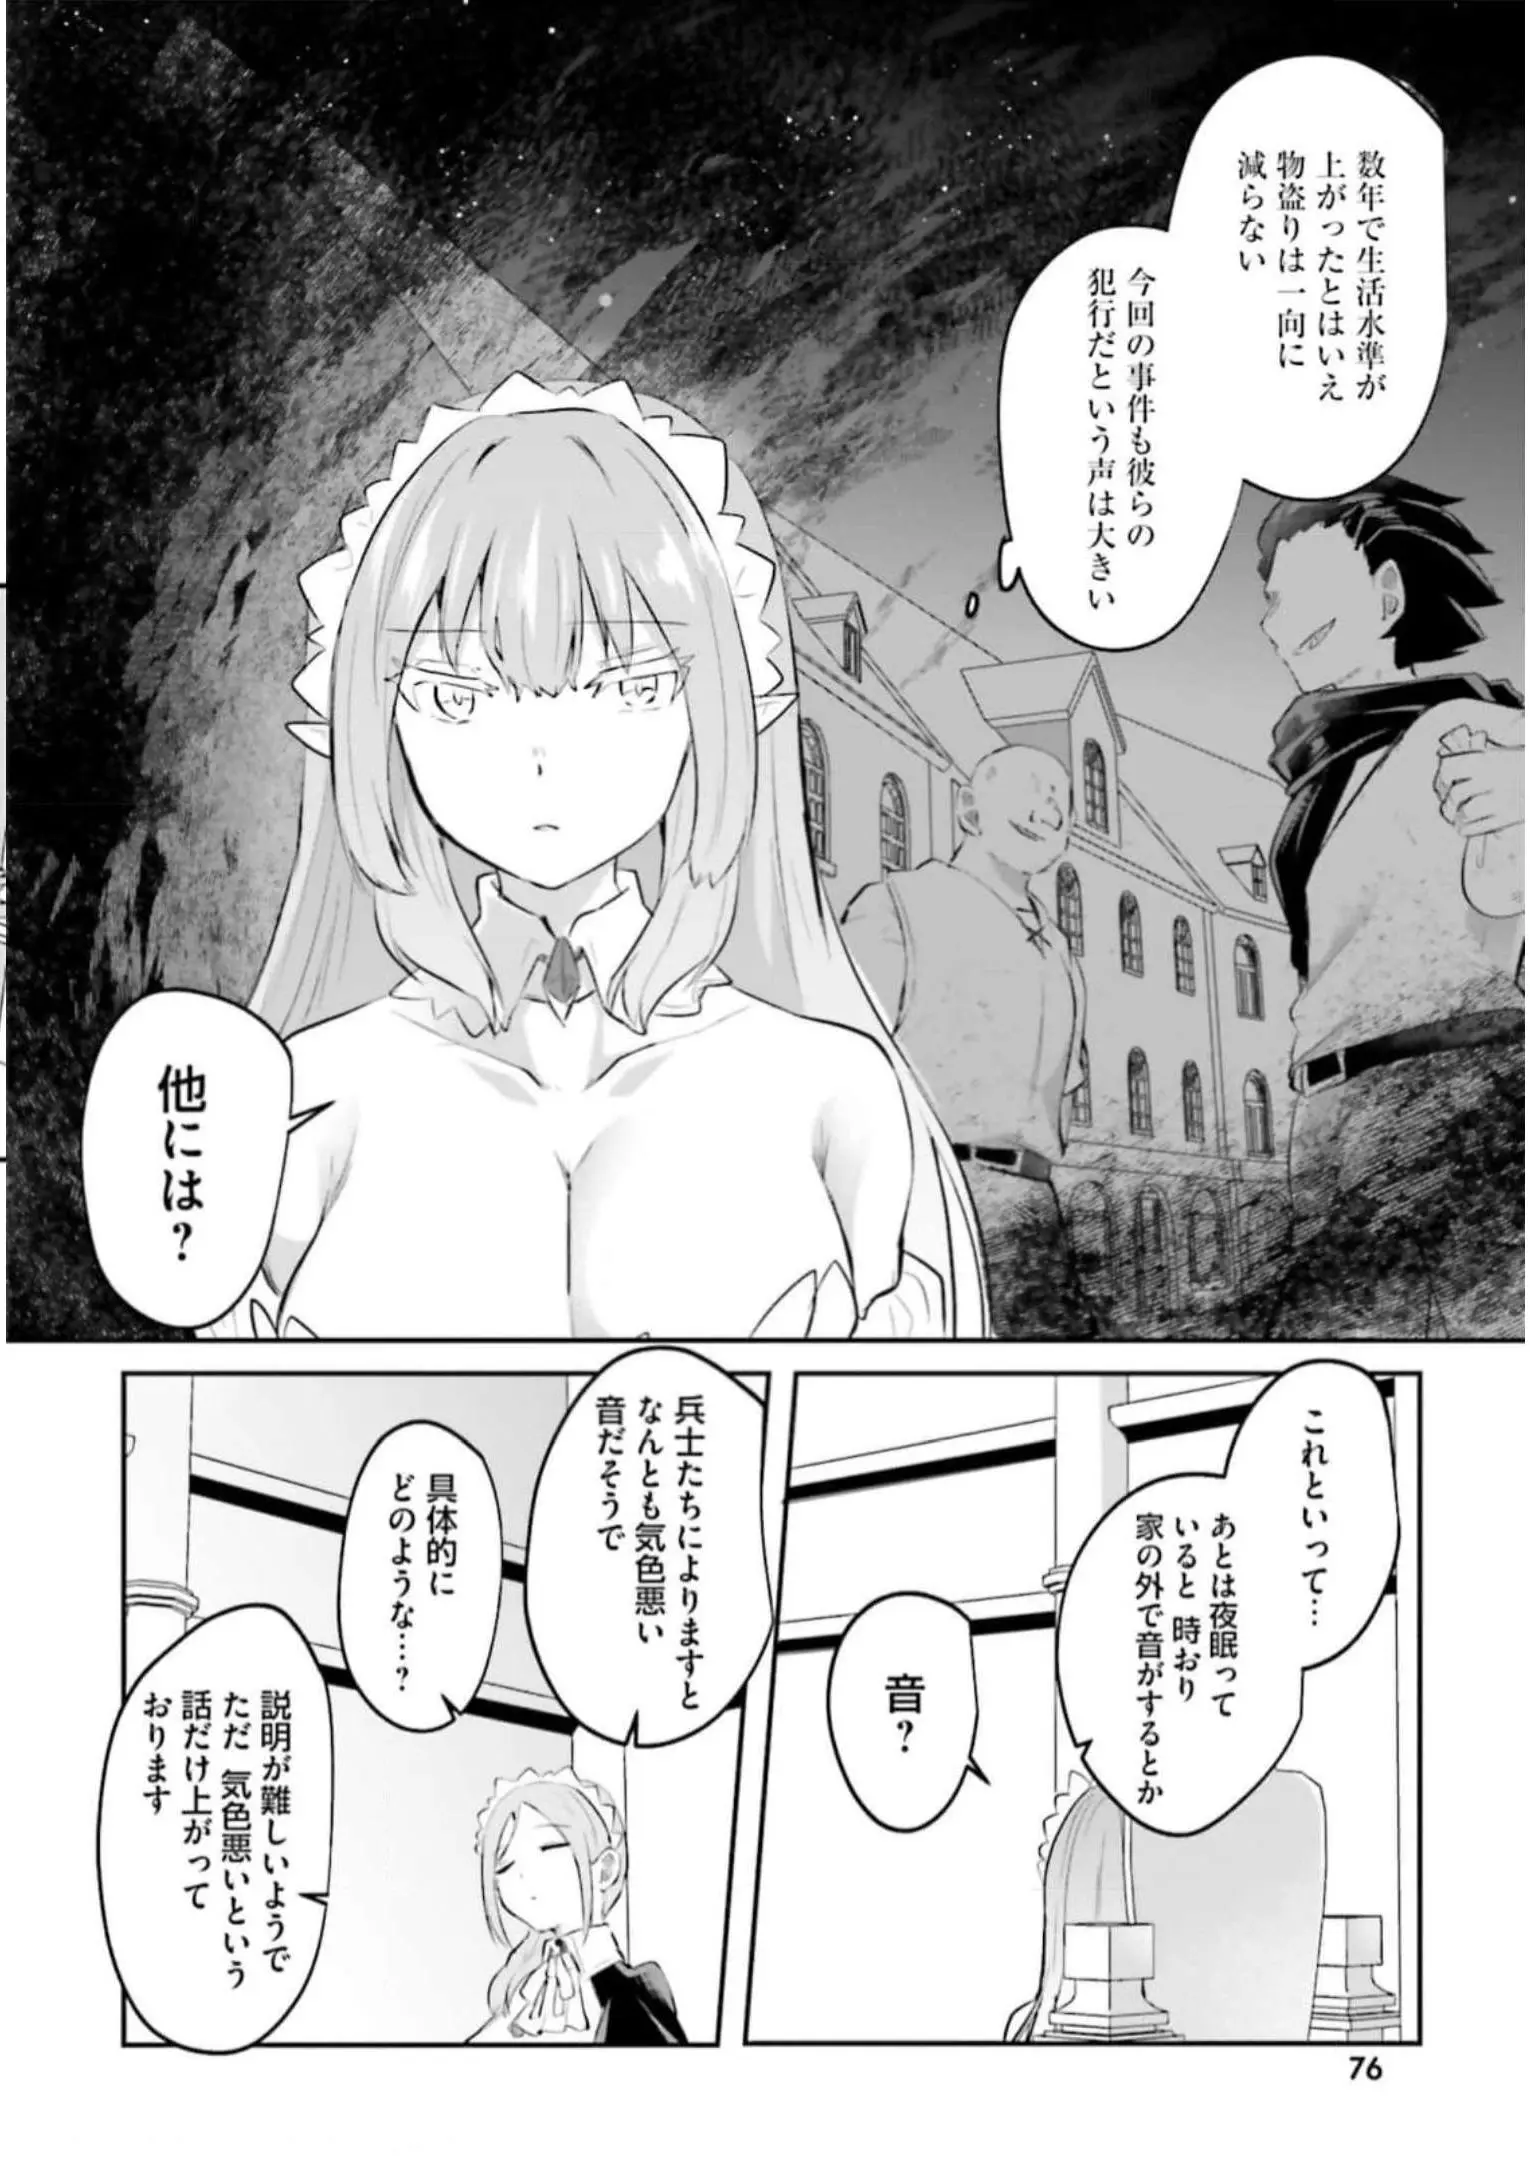 数年で生活水準が
上がったとはいえ
物盗りは一向に
減らない
今回の事件も彼らの
犯行だという声は大きい
他には?
これといって…
あとは夜眠って
いると 時おり
家の外で音がするとか
音?
兵士たちによりますと
なんとも気色悪い
音だそうで
具体的に
どのような…?
説明が難しいようで
ただ 気色悪いという
話だけ上がって
おります
76